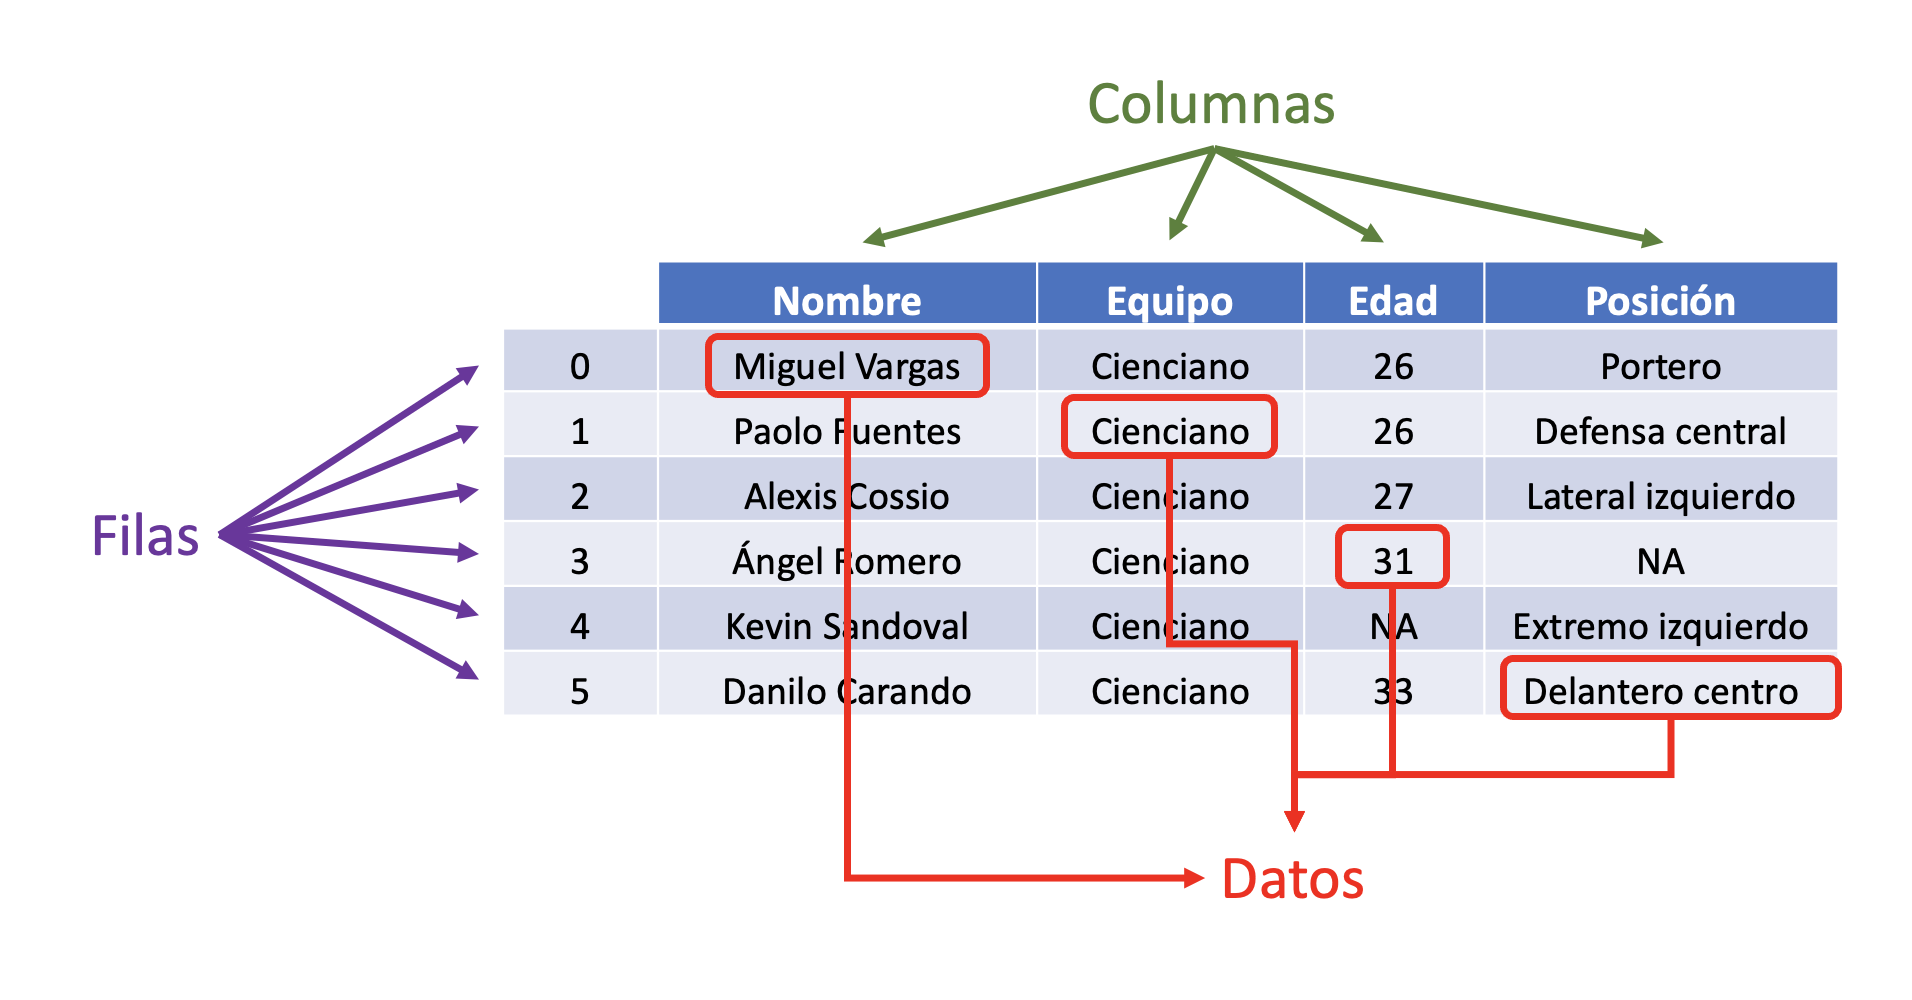 Columnas
Nombre Equipo Edad Posición
0 Miguel Vargas Cienciano 26 Portero
1 Paolo Fuentes Cienciano 26 Defensa central
2 Alexis Cossio Cienciano 27 Lateral izquierdo
Filas
3 Ángel Romero Cienciano 31 NA
4 Kevin Sandoval Cienciano NA Extremo izquierdo
5 Danilo Carando Cienciano 33 Delantero centro
Datos